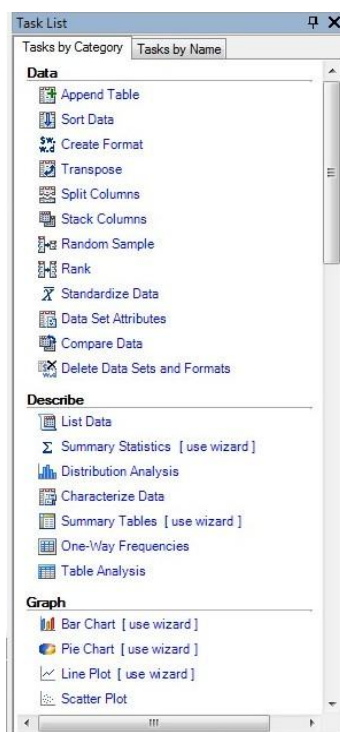 Task List
Tasks by Category Tasks by Name
Data
Append Table
Sort Data
Create Format
Transpose
Split Columns
Stack Columns
Random Sample
Rank
Standardize Data
Data Set Attributes
Compare Data
Delete Data Sets and Formats
Describe
List Data
Summary Statistics [ use wizard ]
Distribution Analysis
Characterize Data
Summary Tables [ use wizard ]
One-Way Frequencies
Table Analysis
Graph
Bar Chart [ use wizard ]
Pie Chart [ use wizard ]
Line Plot [ use wizard ]
Scatter Plot